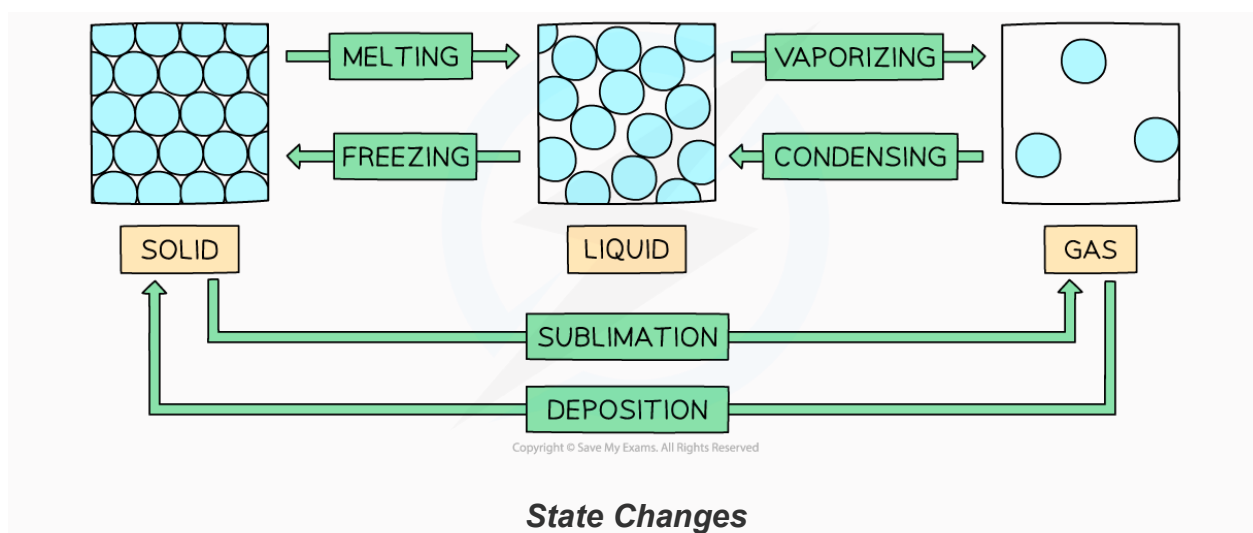 MELTING
VAPORIZING
FREEZING
CONDENSING
SOLID
LIQUID
GAS
SUBLIMATION
DEPOSITION
Copyright © Save My Exams. All Rights Reserved
State Changes